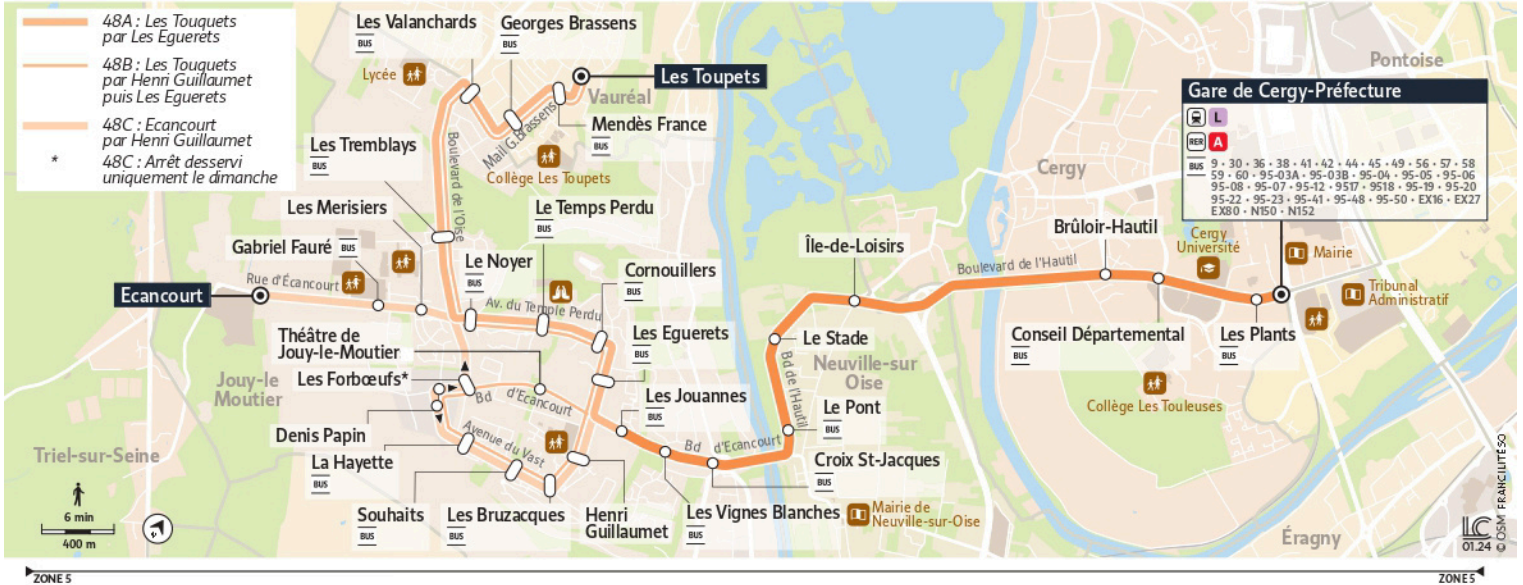 48A : Les Touquets
par Les Eguerets
48B : Les Touquets
par Henri Guillaumet
puis Les Eguerets
48C : Ecancourt
par Henri Guillaumet
* 48C : Arrêt desservi
uniquement le dimanche
Les Valanchards
BUS
Georges Brassens
BUS
Lycée
Les Toupets
Vauréal
Mail G.Brassens
Mendès France
BUS
Collège Les Toupets
Les Tremblays
BUS
Boulevard de l'Oise
Les Merisiers
Le Temps Perdu
BUS
Gabriel Fauré BUS
Le Noyer
BUS
Cornouillers
BUS
Rue d'Écancourt
Ecancourt
Av. du Temple Perdu
Théâtre de
Jouy-le-Moutier
Les Eguerets
BUS
Jouy-le
Moutier
Les Forbœufs*
Bd d'Ecancourt
Les Jouannes
BUS
Denis Papin
Avenue du Vast
La Hayette
BUS
Triel-sur-Seine
Souhaits
BUS
Les Bruzacques
BUS
Henri
Guillaumet
Les Vignes Blanches
BUS
Bd d'Ecancourt
Croix St-Jacques
BUS
Mairie de
Neuville-sur-Oise
Le Pont
BUS
Bd de l'Hautil
Le Stade
Neuville-sur
Oise
Île-de-Loisirs
Boulevard de l'Hautil
Brûloir-Hautil
Cergy
Conseil Départemental
BUS
Collège Les Touleuses
Cergy
Université
Les Plants
BUS
Mairie
Tribunal
Administratif
Pontoise
Gare de Cergy-Préfecture
L
RER A
BUS
9 • 30 • 36 • 38 • 41 • 42 • 44 • 45 • 49 • 56 • 57 • 58
59 • 60 • 95-03A • 95-03B • 95-04 • 95-05 • 95-06
95-08 • 95-07 • 95-12 • 9517 • 9518 • 95-19 • 95-20
95-22 • 95-23 • 95-41 • 95-48 • 95-50 • EX16 • EX27
EX80 • N150 • N152
Éragny
6 min
400 m
LC
01.24
© OSM FRANCILITÉ SO
ZONE 5
ZONE 5